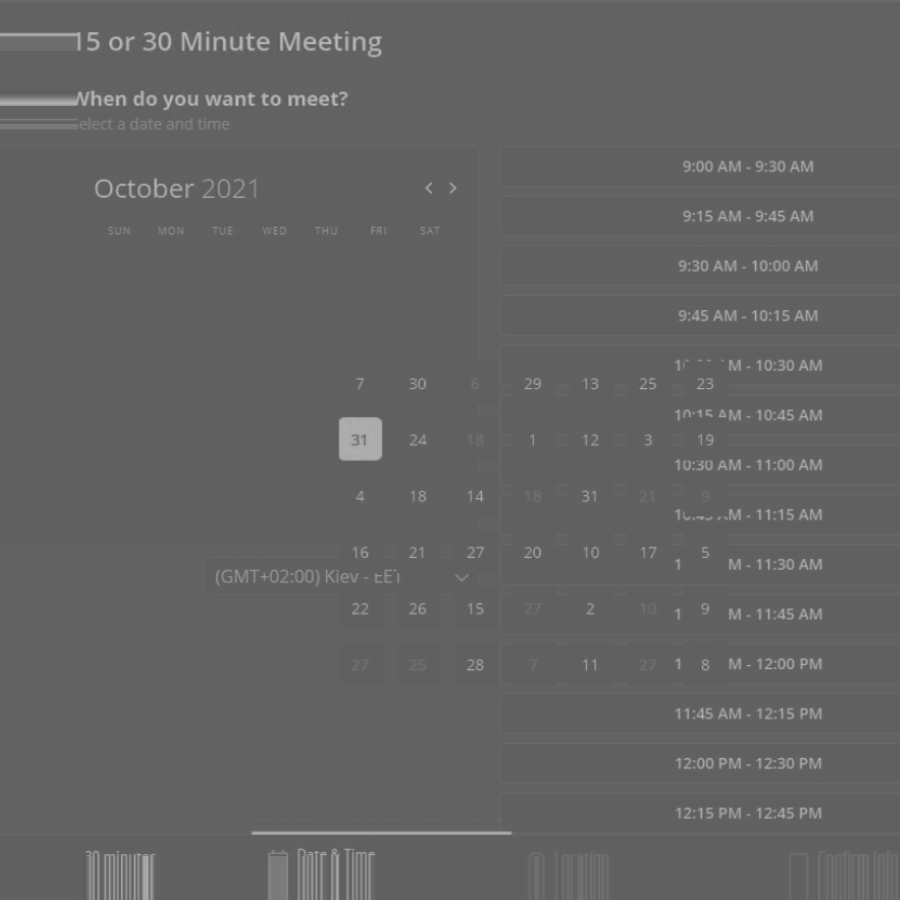 15 or 30 Minute Meeting
When do you want to meet?
elect a date and time
October 2021
SUN MON TUE WED THU FRI SAT
9:00 AM - 9:30 AM
9:15 AM - 9:45 AM
9:30 AM - 10:00 AM
9:45 AM - 10:15 AM
M - 10:30 AM
7 30 6 29 13 25 23
10:15 AM - 10:45 AM
31 24 18 1 12 3 19
10:30 AM - 11:00 AM
4 18 14 18 31 21 9
M - 11:15 AM
16 21 27 20 10 17 5
1 M - 11:30 AM
(GMT+02:00) Kiev - EET
22 26 15 27 2 10 9
1 M - 11:45 AM
27 25 28 7 11 27 8
1 M - 12:00 PM
11:45 AM - 12:15 PM
12:00 PM - 12:30 PM
12:15 PM - 12:45 PM
30 minutes Date & Time Location Confirm Info